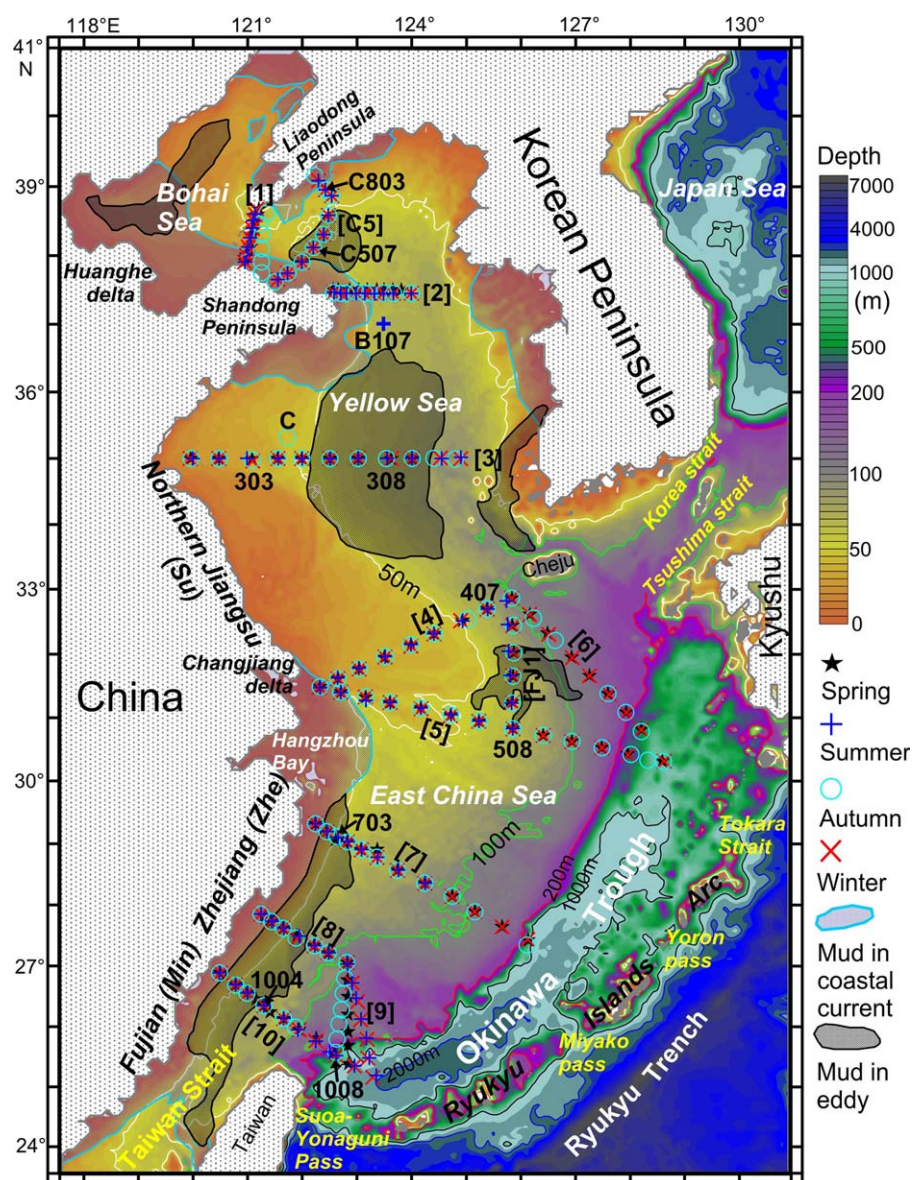 118°E
121°
124°
127°
130°
41°
N
39°
36°
33°
30°
27°
24°
Liaodong
Peninsula
Bohai
Sea
[1]
C803
[C5]
C507
Huanghe
delta
Shandong
Peninsula
[2]
B107
Korean Peninsula
Japan Sea
Yellow Sea
C
303
308
[3]
Northern Jiangsu
(Su)
50m
Cheju
Korea strait
Tsushima strait
Kyushu
407
[4]
[6]
Changjiang
delta
[FJ1]
[5]
508
China
Hangzhou
Bay
East China Sea
703
[7]
100m
200m
1000m
Tokara
Strait
Fujian (Min) Zhejiang (Zhe)
[8]
1004
[9]
[10]
1008
Okinawa
Trough
2000m
Ryukyu
Islands
Arc
Yoron
pass
Miyako
pass
Ryukyu Trench
Taiwan Strait
Taiwan
Suoa-
Yonaguni
Pass
Depth
7000
4000
1000
(m)
500
200
50
0
Spring
Summer
Autumn
Winter
Mud in
coastal
current
Mud in
eddy